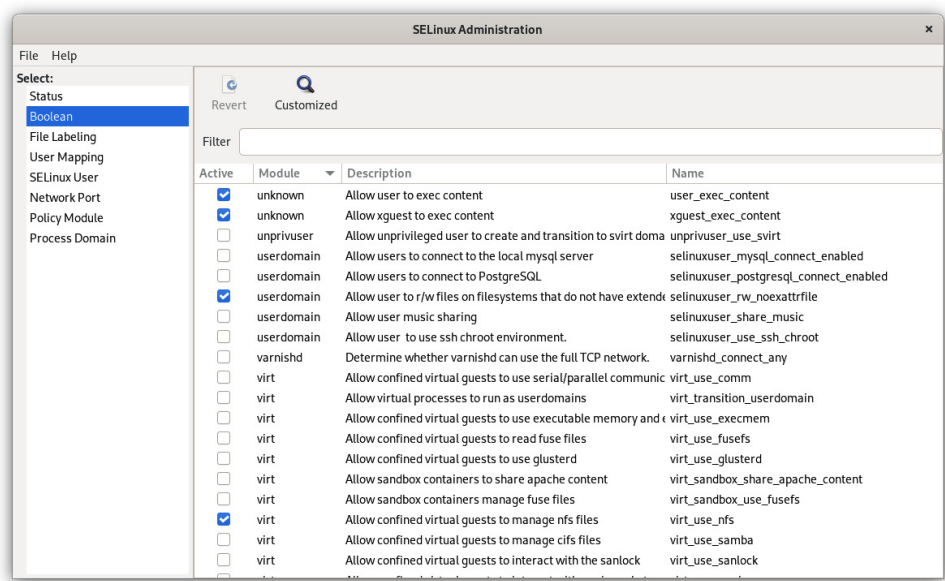 SELinux Administration
File Help
Select:
Status
Boolean
File Labeling
User Mapping
SELinux User
Network Port
Policy Module
Process Domain
Revert Customized
Filter
Active Module Description Name
unknown Allow user to exec content user_exec_content
unknown Allow xguest to exec content xguest_exec_content
unprivuser Allow unprivileged user to create and transition to svirt doma unprivuser_use_svirt
userdomain Allow users to connect to the local mysql server selinuxuser_mysql_connect_enabled
userdomain Allow users to connect to PostgreSQL selinuxuser_postgresql_connect_enabled
userdomain Allow user to r/w files on filesystems that do not have extende selinuxuser_rw_noexattrfile
userdomain Allow user music sharing selinuxuser_share_music
userdomain Allow user to use ssh chroot environment. selinuxuser_use_ssh_chroot
varnishd Determine whether varnishd can use the full TCP network. varnishd_connect_any
virt Allow confined virtual guests to use serial/parallel communic virt_use_comm
virt Allow virtual processes to run as userdomains virt_transition_userdomain
virt Allow confined virtual guests to use executable memory and e virt_use_execmem
virt Allow confined virtual guests to read fuse files virt_use_fusefs
virt Allow confined virtual guests to use glusterd virt_use_glusterd
virt Allow sandbox containers to share apache content virt_sandbox_share_apache_content
virt Allow sandbox containers manage fuse files virt_sandbox_use_fusefs
virt Allow confined virtual guests to manage nfs files virt_use_nfs
virt Allow confined virtual guests to manage cifs files virt_use_samba
virt Allow confined virtual guests to interact with the sanlock virt_use_sanlock